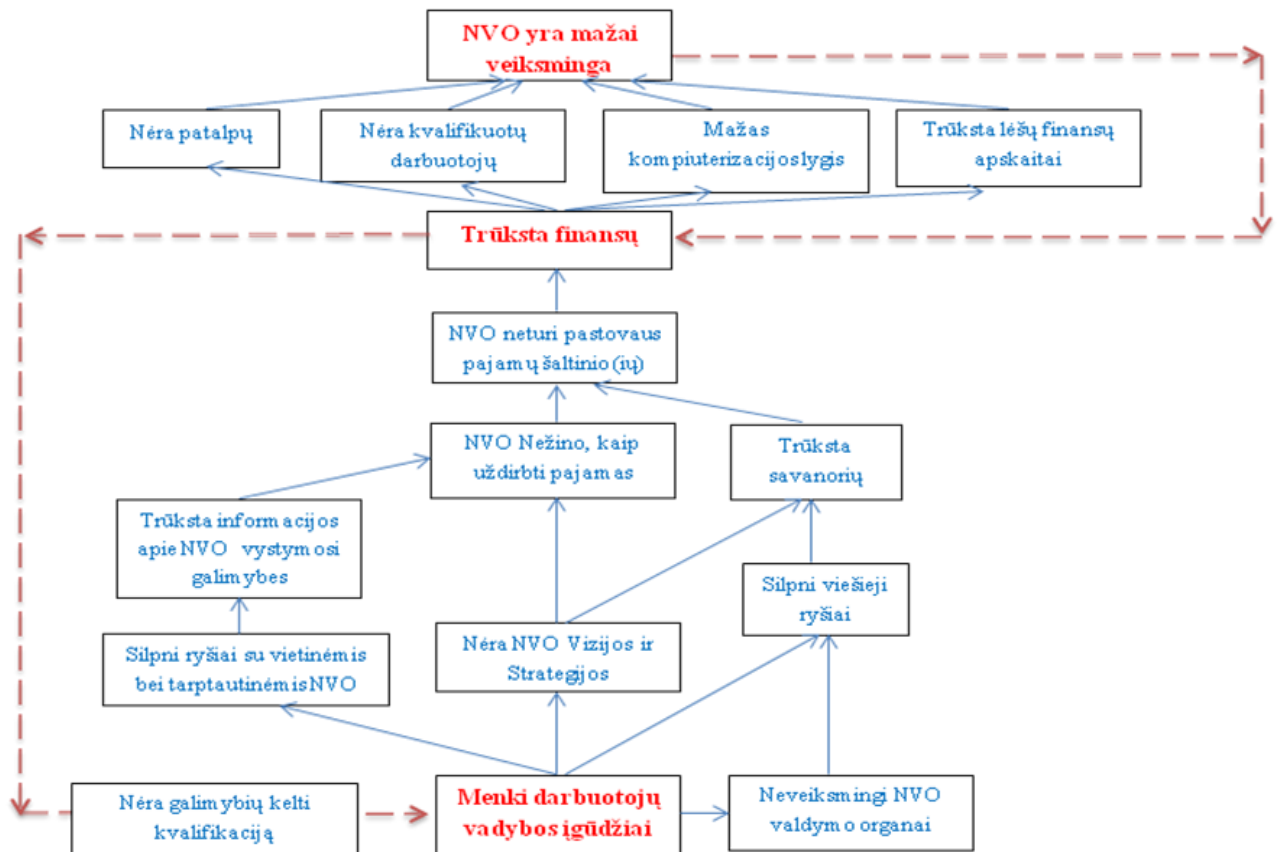 NVO yra mažai
veiksminga
Nėra patalpų
Nėra kvalifikuotų
darbuotojų
Mažas
kompiuterizacijos lygis
Trūksta lėšų finansų
apskaitai
Trūksta finansų
NVO neturi pastovaus
pajamų šaltinio (ių)
NVO Nežino, kaip
uždirbti pajamas
Trūksta
savanorių
Trūksta informacijos
apie NVO vystymosi
galimybes
Silpni viešieji
ryšiai
Silpni ryšiai su vietinėmis
bei tarptautinėmis NVO
Nėra NVO Vizijos ir
Strategijos
Nėra galimybių kelti
kvalifikaciją
Menki darbuotojų
vadybos įgūdžiai
Neveiksmingi NVO
valdymo organai